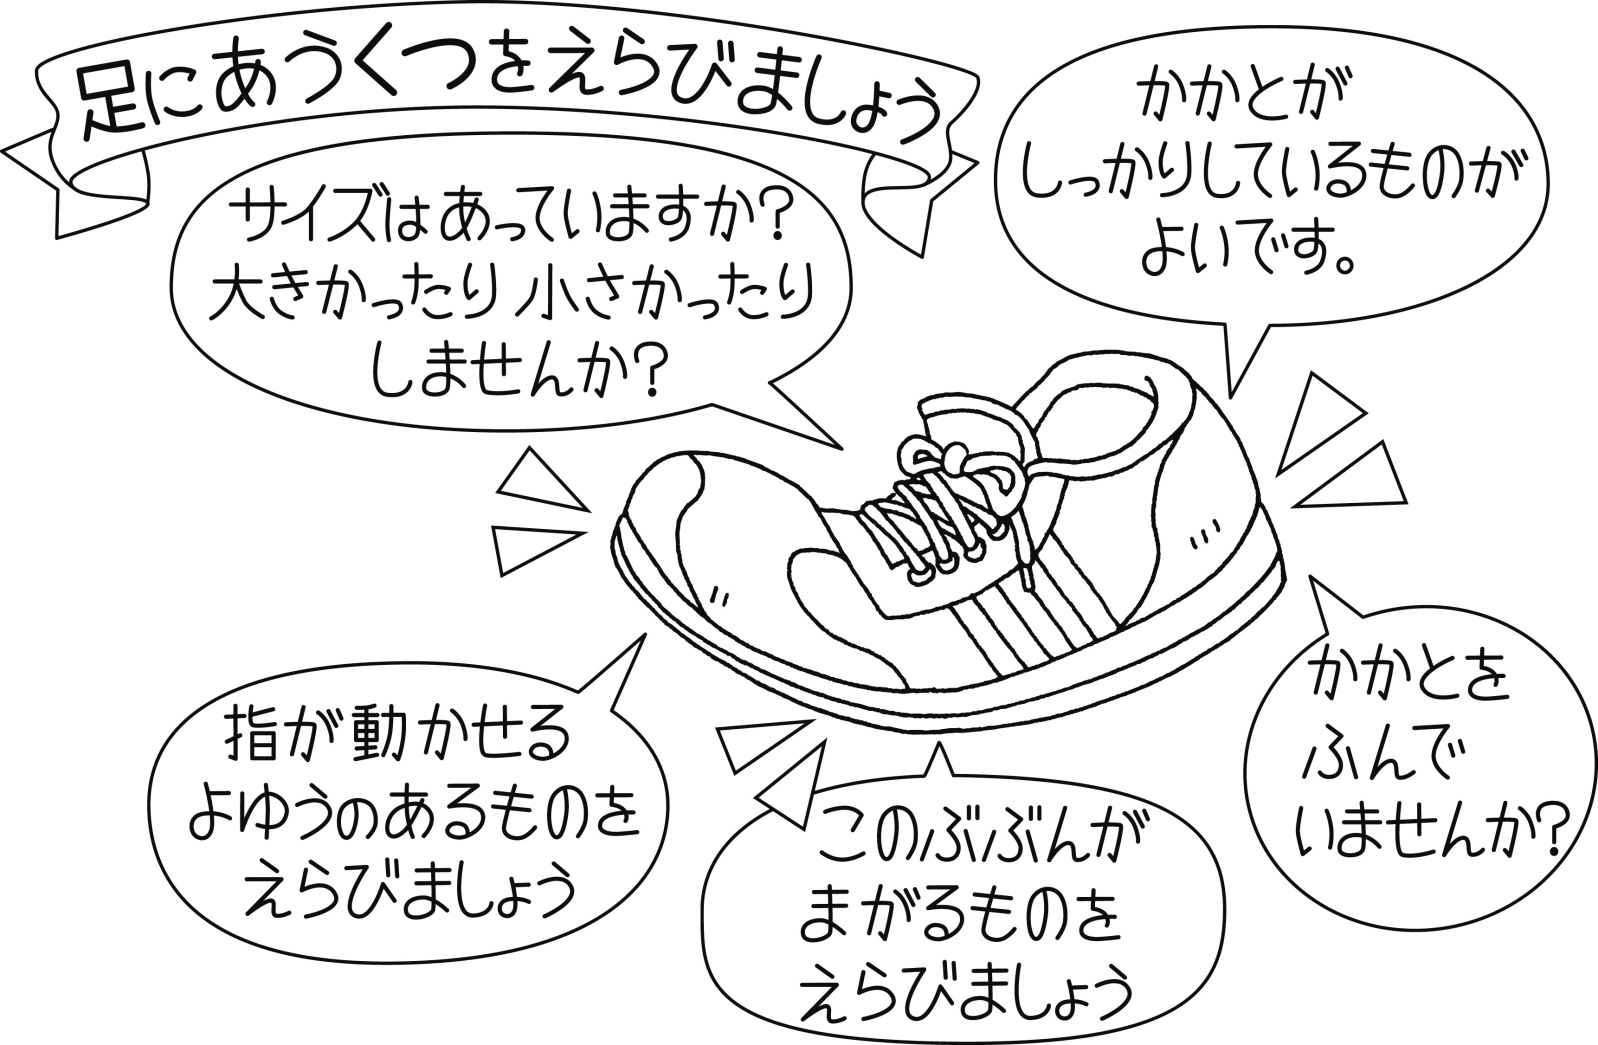 足にあうくつをえらびましょう
サイズはあっていますか?
大きかったり小さかったり
しませんか?
かかとが
しっかりしているものが
よいです。
指が動かせる
よゆうのあるものを
えらびましょう
このぶぶんが
まがるものを
えらびましょう
かかとを
ふんで
いませんか?